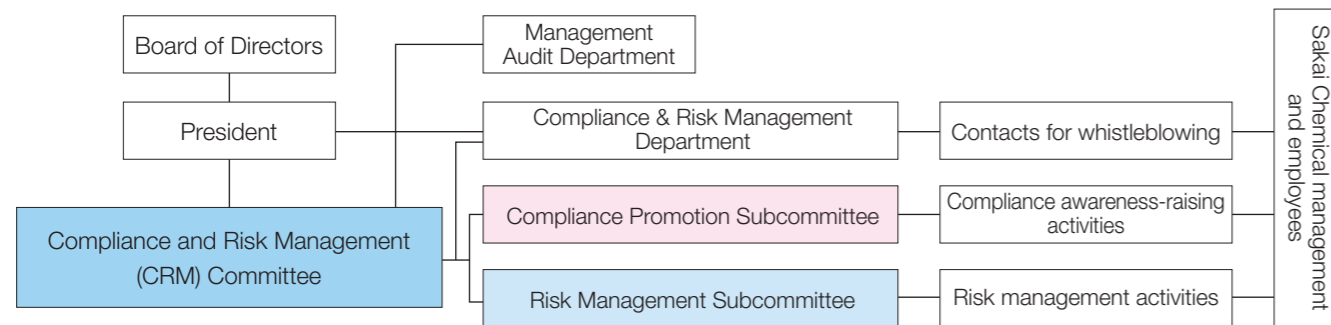 Board of Directors
Management
Audit Department
President
Compliance & Risk Management
Department
Contacts for whistleblowing
Compliance and Risk Management
(CRM) Committee
Compliance Promotion Subcommittee
Compliance awareness-raising
activities
Risk Management Subcommittee
Risk management activities
Sakai Chemical management
and employees